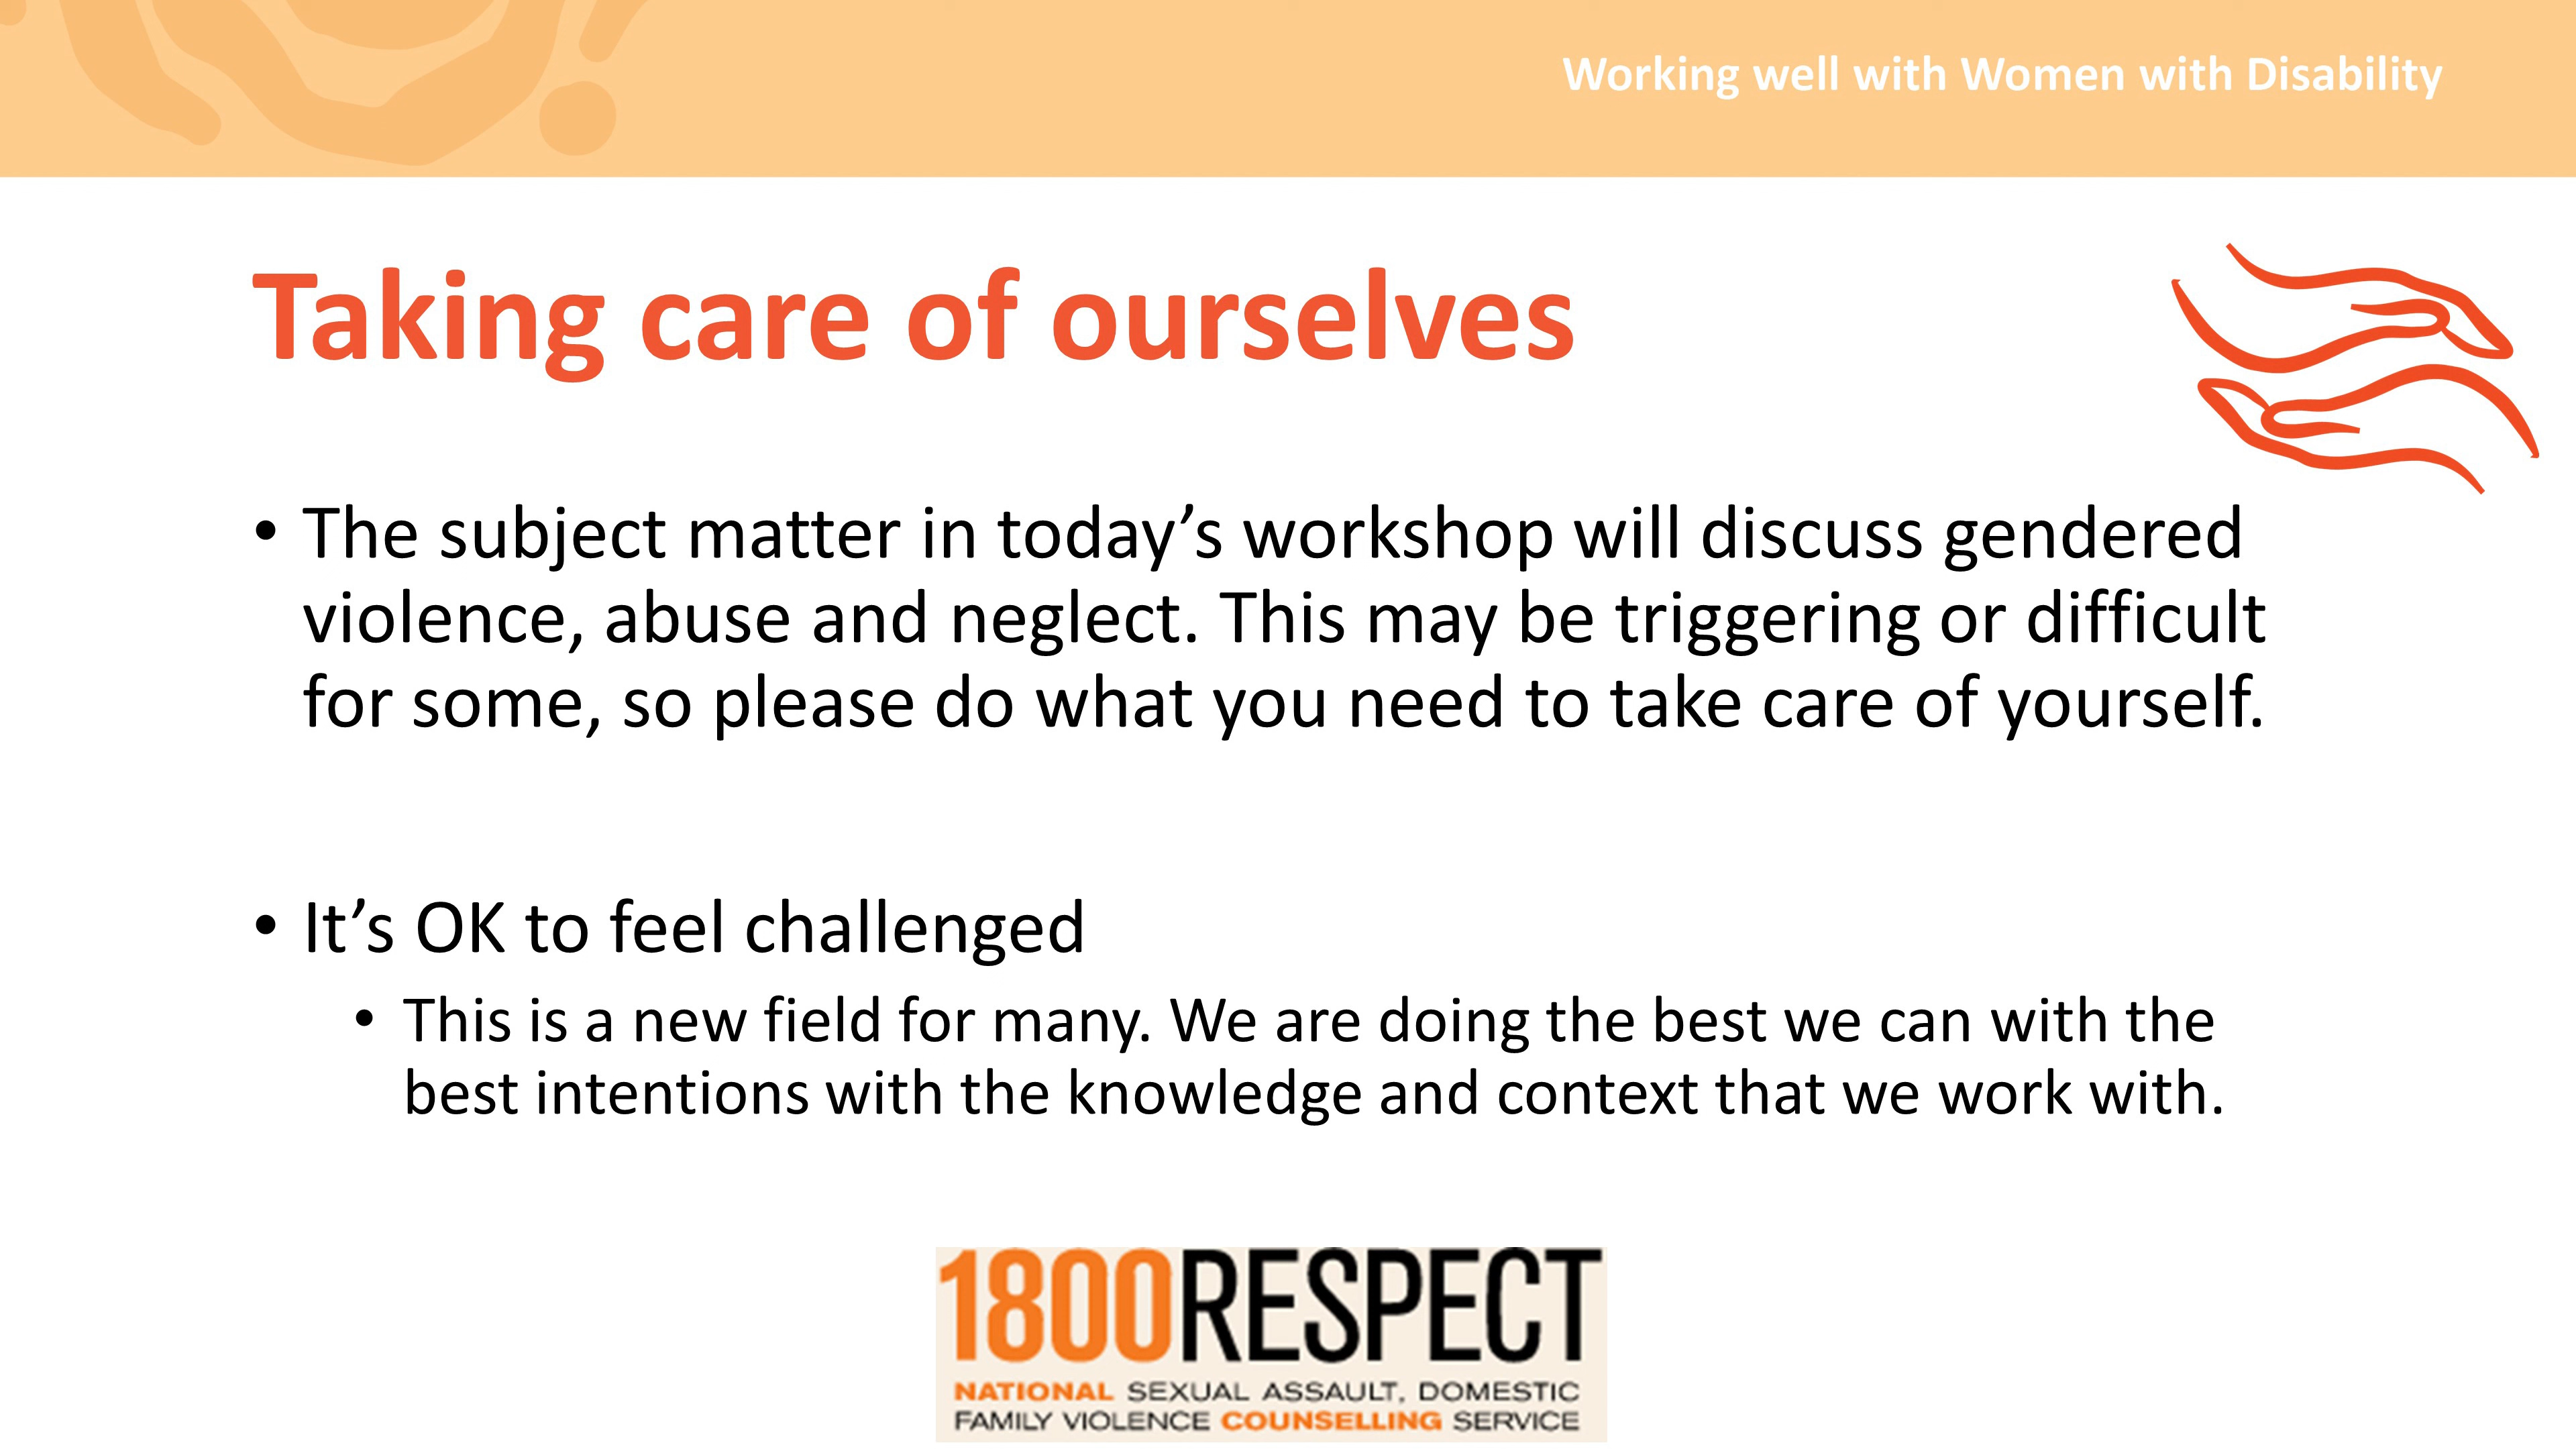 Working well with Women with Disability
Taking care of ourselves
• The subject matter in today’s workshop will discuss gendered
violence, abuse and neglect. This may be triggering or difficult
for some, so please do what you need to take care of yourself.
• It’s OK to feel challenged
• This is a new field for many. We are doing the best we can with the
best intentions with the knowledge and context that we work with.
1800RESPECT
NATIONAL SEXUAL ASSAULT, DOMESTIC
FAMILY VIOLENCE COUNSELLING SERVICE